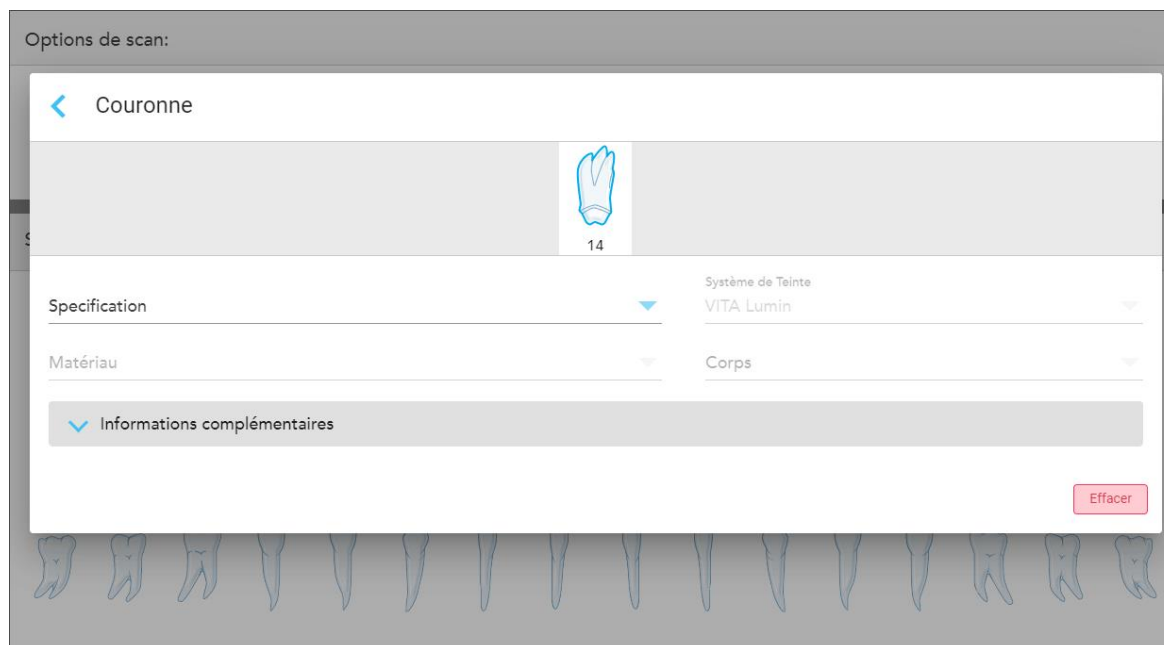 Options de scan:
Couronne
14
Specification
Système de Teinte
VITA Lumin
Matériau
Corps
Informations complémentaires
Effacer